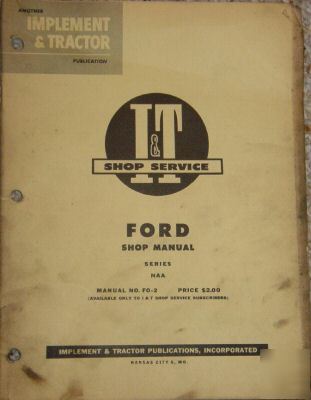 ANOTHER
IMPLEMENT
& TRACTOR
PUBLICATION
I&T
SHOP SERVICE
FORD
SHOP MANUAL
SERIES
NAA
MANUAL NO. FO-2 PRICE $2.00
(AVAILABLE ONLY TO I & T SHOP SERVICE SUBSCRIBERS)
IMPLEMENT & TRACTOR PUBLICATIONS, INCORPORATED
KANSAS CITY 5, MO.